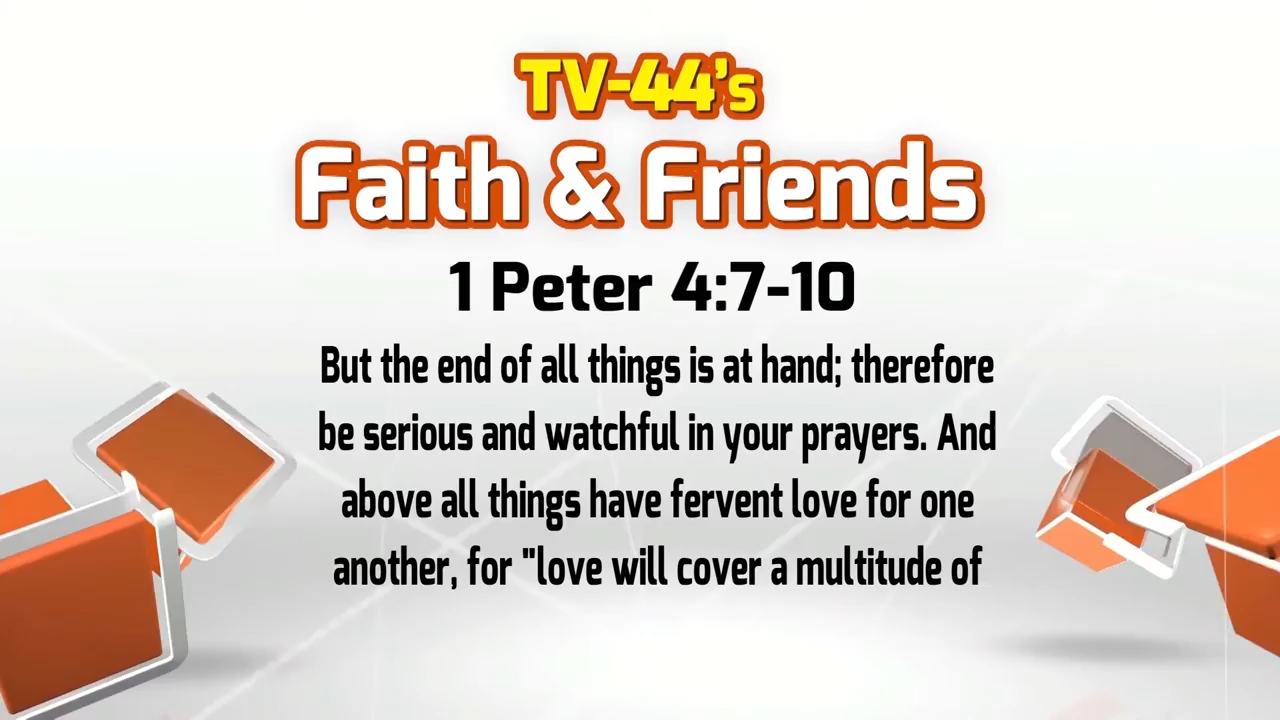 TV-44's
Faith & Friends
1 Peter 4:7-10
But the end of all things is at hand; therefore
be serious and watchful in your prayers. And
above all things have fervent love for one
another, for "love will cover a multitude of